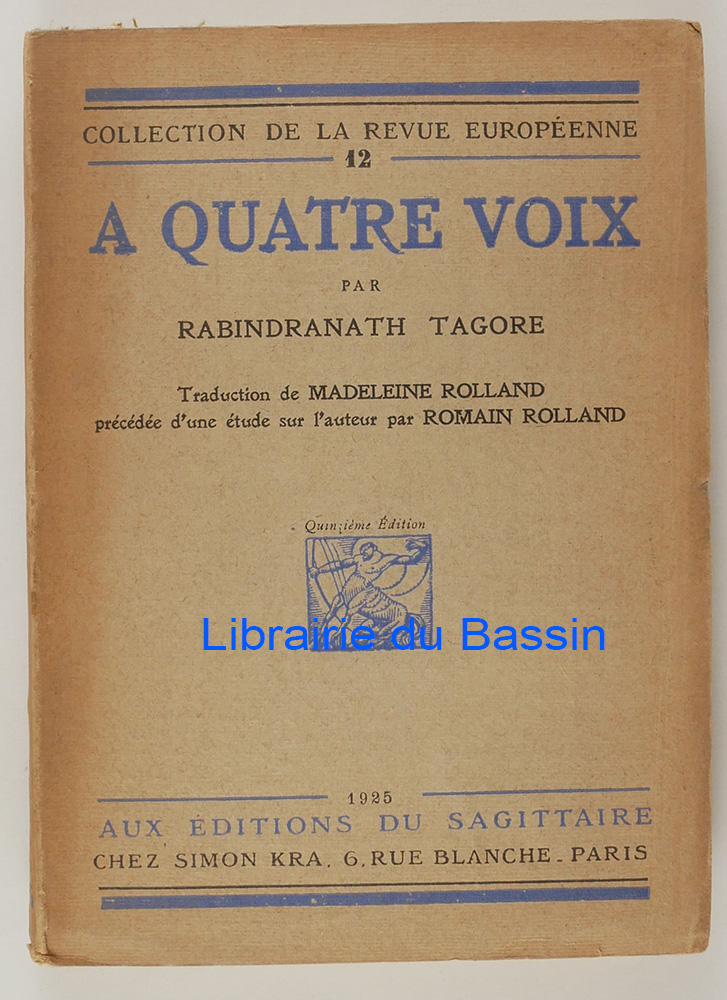 COLLECTION DE LA REVUE EUROPÉENNE
12
A QUATRE VOIX
PAR
RABINDRANATH TAGORE
Traduction de MADELEINE ROLLAND
précédée d'une étude sur l'auteur par ROMAIN ROLLAND
Quinzième Édition
Librairie du Bassin
1925
AUX ÉDITIONS DU SAGITTAIRE
CHEZ SIMON KRA. 6, RUE BLANCHE - PARIS